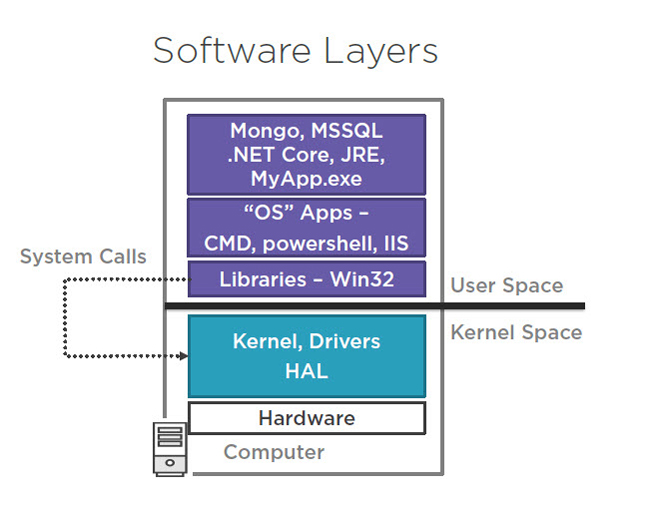 Software Layers
Mongo, MSSQL
.NET Core, JRE,
MyApp.exe
“OS” Apps –
CMD, powershell, IIS
System Calls
Libraries – Win32
User Space
Kernel Space
Kernel, Drivers
HAL
Hardware
Computer